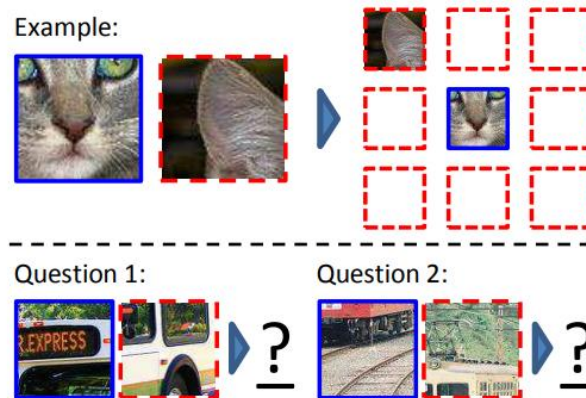 Example:
Question 1:
Question 2:
R.EXPRESS
?
?